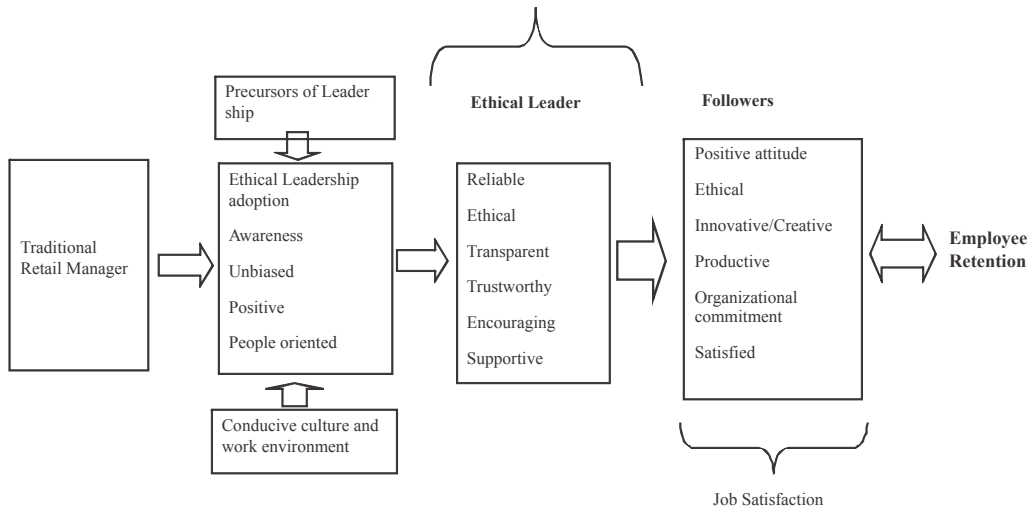 Precursors of Leader
ship
Ethical Leader
Followers
Traditional
Retail Manager
Ethical Leadership
adoption
Awareness
Unbiased
Positive
People oriented
Reliable
Ethical
Transparent
Trustworthy
Encouraging
Supportive
Positive attitude
Ethical
Innovative/Creative
Productive
Organizational
commitment
Satisfied
Employee
Retention
Conducive culture and
work environment
Job Satisfaction